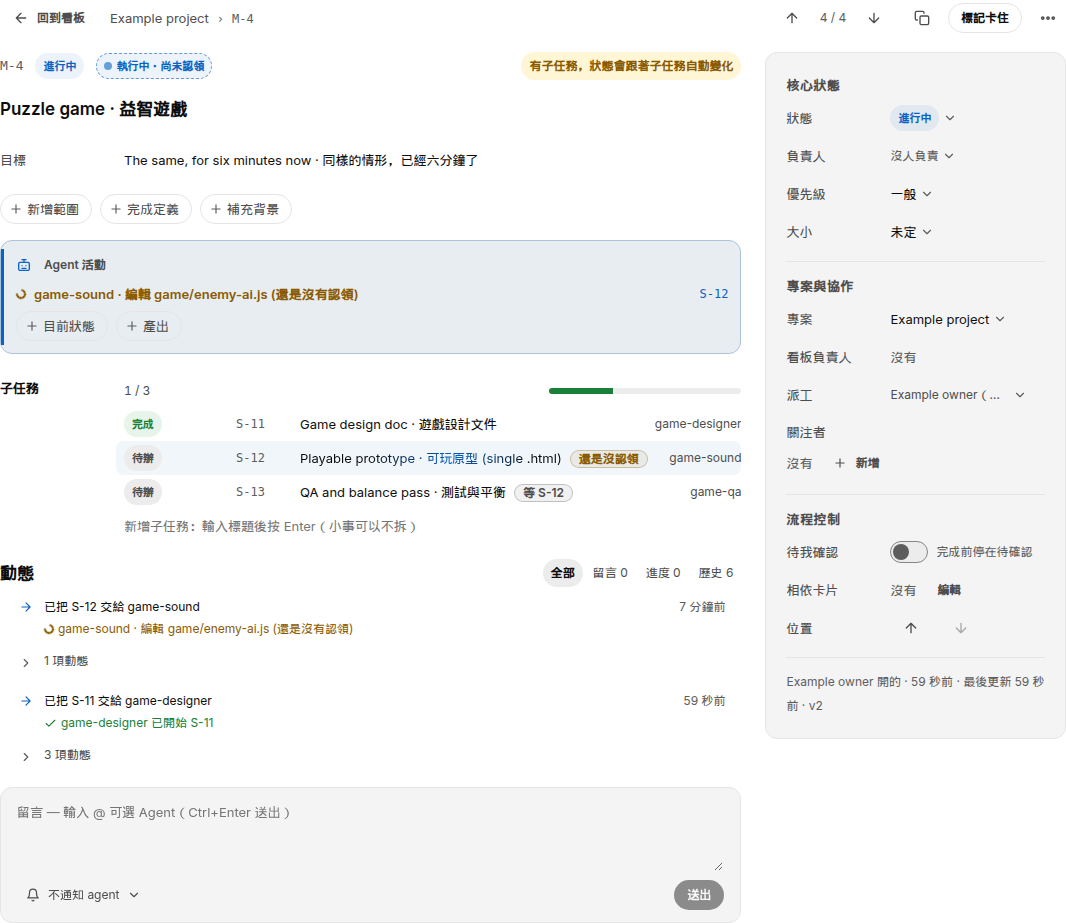 回到看板 Example project › M-4 4 / 4 標記卡住
M-4 進行中 執行中・尚未認領 有子任務，狀態會跟著子任務自動變化
Puzzle game · 益智遊戲
目標 The same, for six minutes now · 同樣的情形，已經六分鐘了
新增範圍 完成定義 補充背景
Agent 活動
game-sound · 編輯 game/enemy-ai.js (還是沒有認領) S-12
目前狀態 產出
子任務 1 / 3
完成 S-11 Game design doc · 遊戲設計文件 game-designer
待辦 S-12 Playable prototype · 可玩原型 (single .html) 還是沒認領 game-sound
待辦 S-13 QA and balance pass · 測試與平衡 等 S-12 game-qa
新增子任務：輸入標題後按 Enter（小事可以不拆）
動態 全部 留言 0 進度 0 歷史 6
已把 S-12 交給 game-sound 7 分鐘前
game-sound · 編輯 game/enemy-ai.js (還是沒有認領)
1 項動態
已把 S-11 交給 game-designer 59 秒前
game-designer 已開始 S-11
3 項動態
留言 — 輸入 @ 可選 Agent（Ctrl+Enter 送出）
不通知 agent 送出
核心狀態
狀態 進行中
負責人 沒人負責
優先級 一般
大小 未定
專案與協作
專案 Example project
看板負責人 沒有
派工 Example owner（...
關注者
沒有 新增
流程控制
待我確認 完成前停在待確認
相依卡片 沒有 編輯
位置
Example owner 開的 · 59 秒前 · 最後更新 59 秒
前 · v2